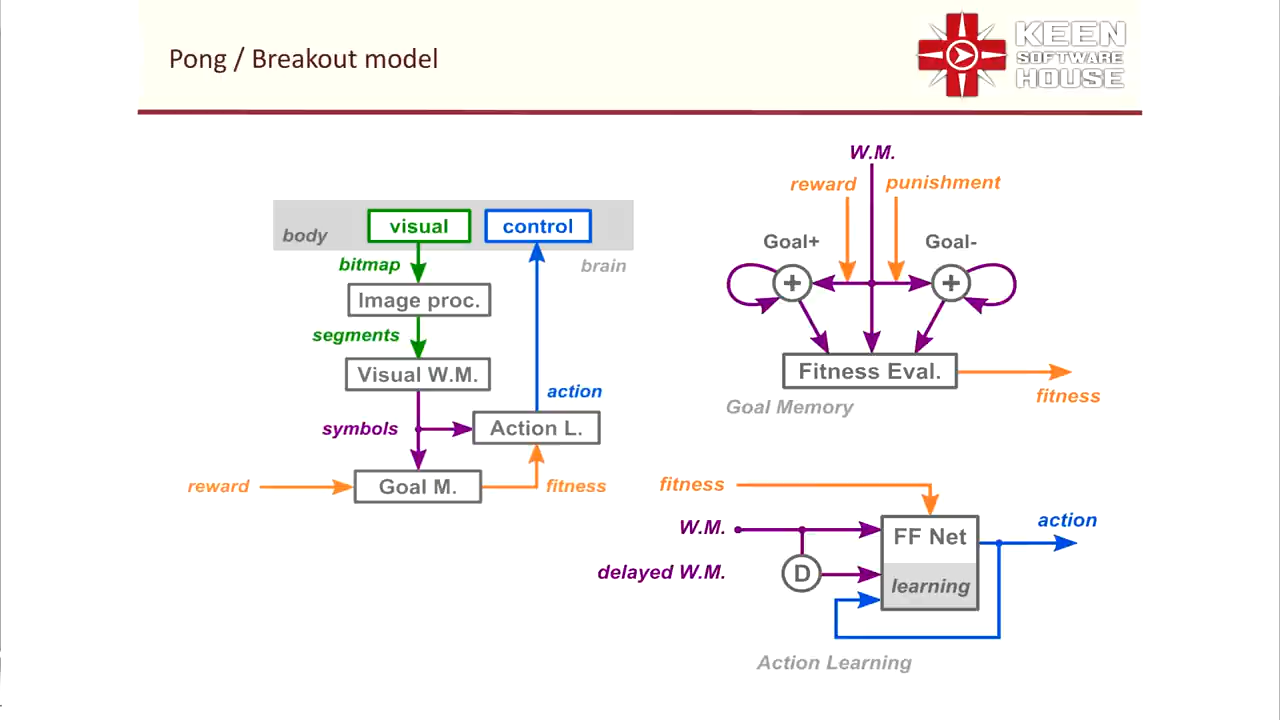 Pong / Breakout model
KEEN
SOFTWARE
HOUSE
body
visual
control
brain
bitmap
Image proc.
segments
Visual W.M.
action
symbols
Action L.
reward
Goal M.
fitness
W.M.
reward
punishment
Goal+
Goal-
+
+
Fitness Eval.
Goal Memory
fitness
fitness
W.M.
FF Net
action
delayed W.M.
D
learning
Action Learning